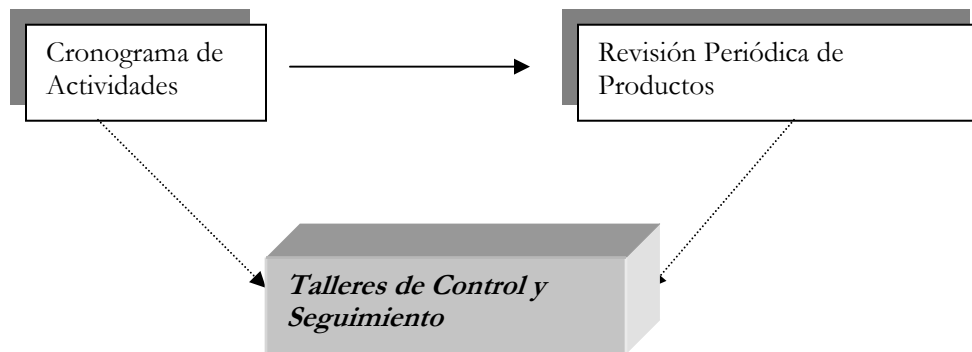 Cronograma de
Actividades
Revisión Periódica de
Productos
Talleres de Control y
Seguimiento